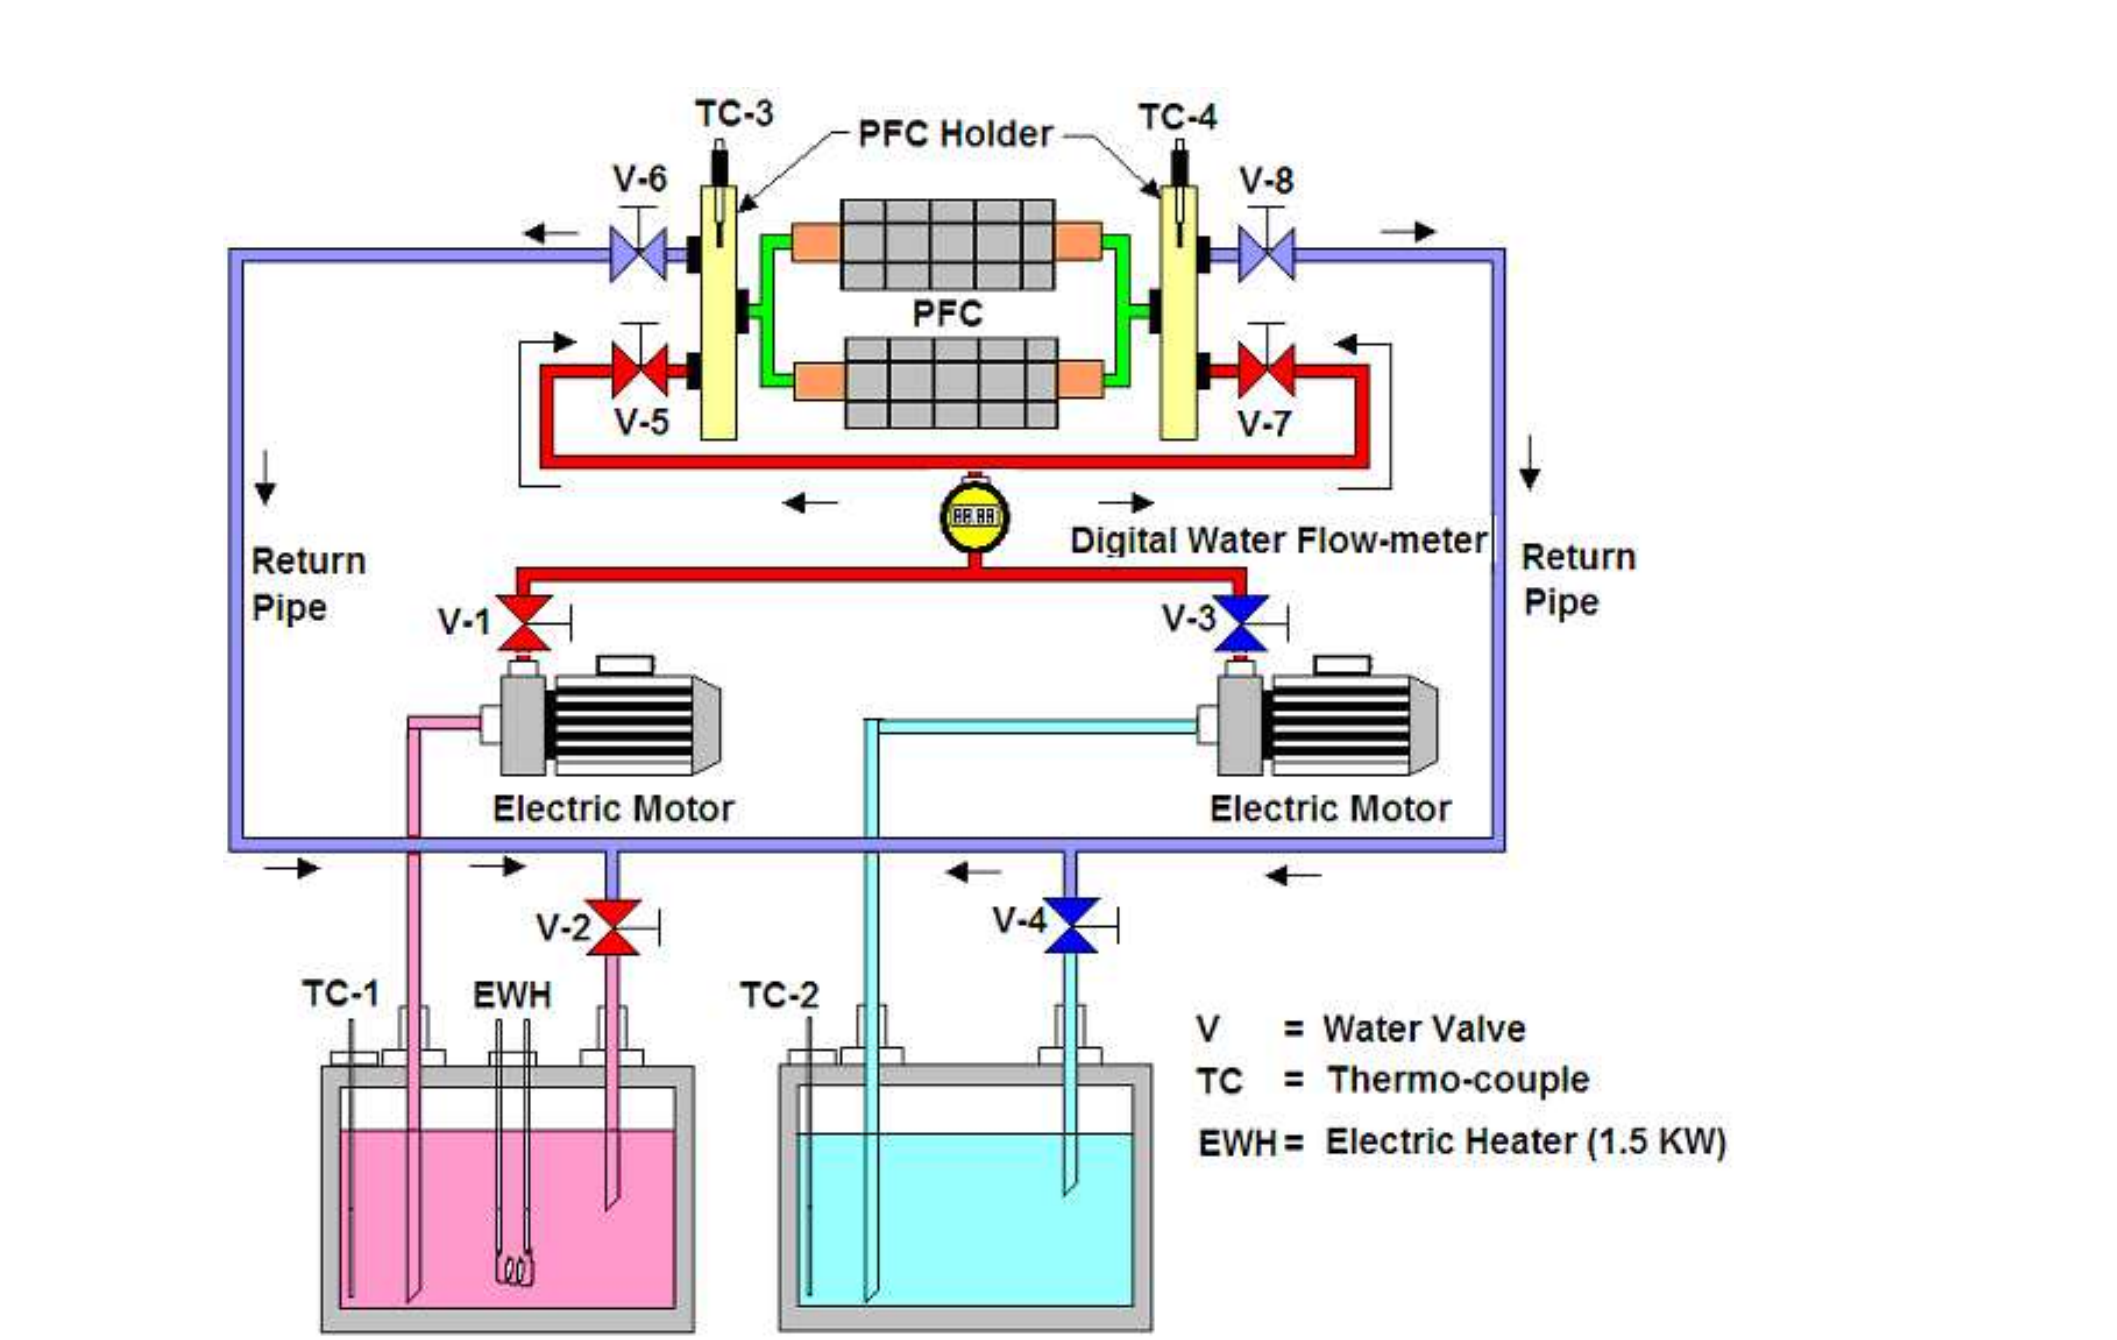 TC-3
PFC Holder
TC-4
V-6
V-8
PFC
V-5
V-7
88.88
Digital Water Flow-meter
Return
Pipe
Return
Pipe
V-1
V-3
Electric Motor
Electric Motor
V-2
V-4
TC-1
EWH
TC-2
V = Water Valve
TC = Thermo-couple
EWH = Electric Heater (1.5 KW)